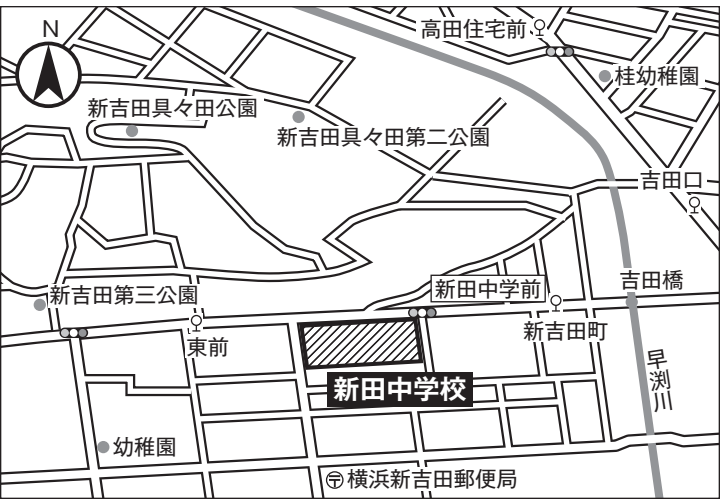 N
高田住宅前
桂幼稚園
新吉田具々田公園
新吉田具々田第二公園
吉田口
新吉田第三公園
新田中学前
吉田橋
東前
新吉田町
早渕川
新田中学校
幼稚園
〒横浜新吉田郵便局